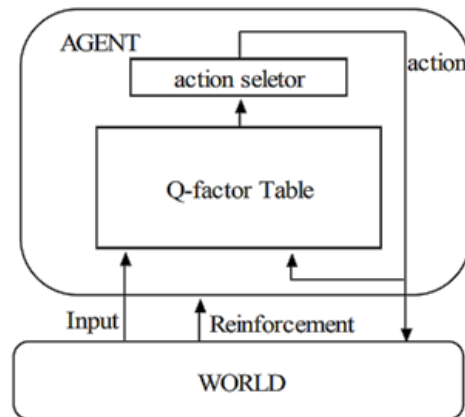 AGENT
action
action seletor
Q-factor Table
Input
Reinforcement
WORLD